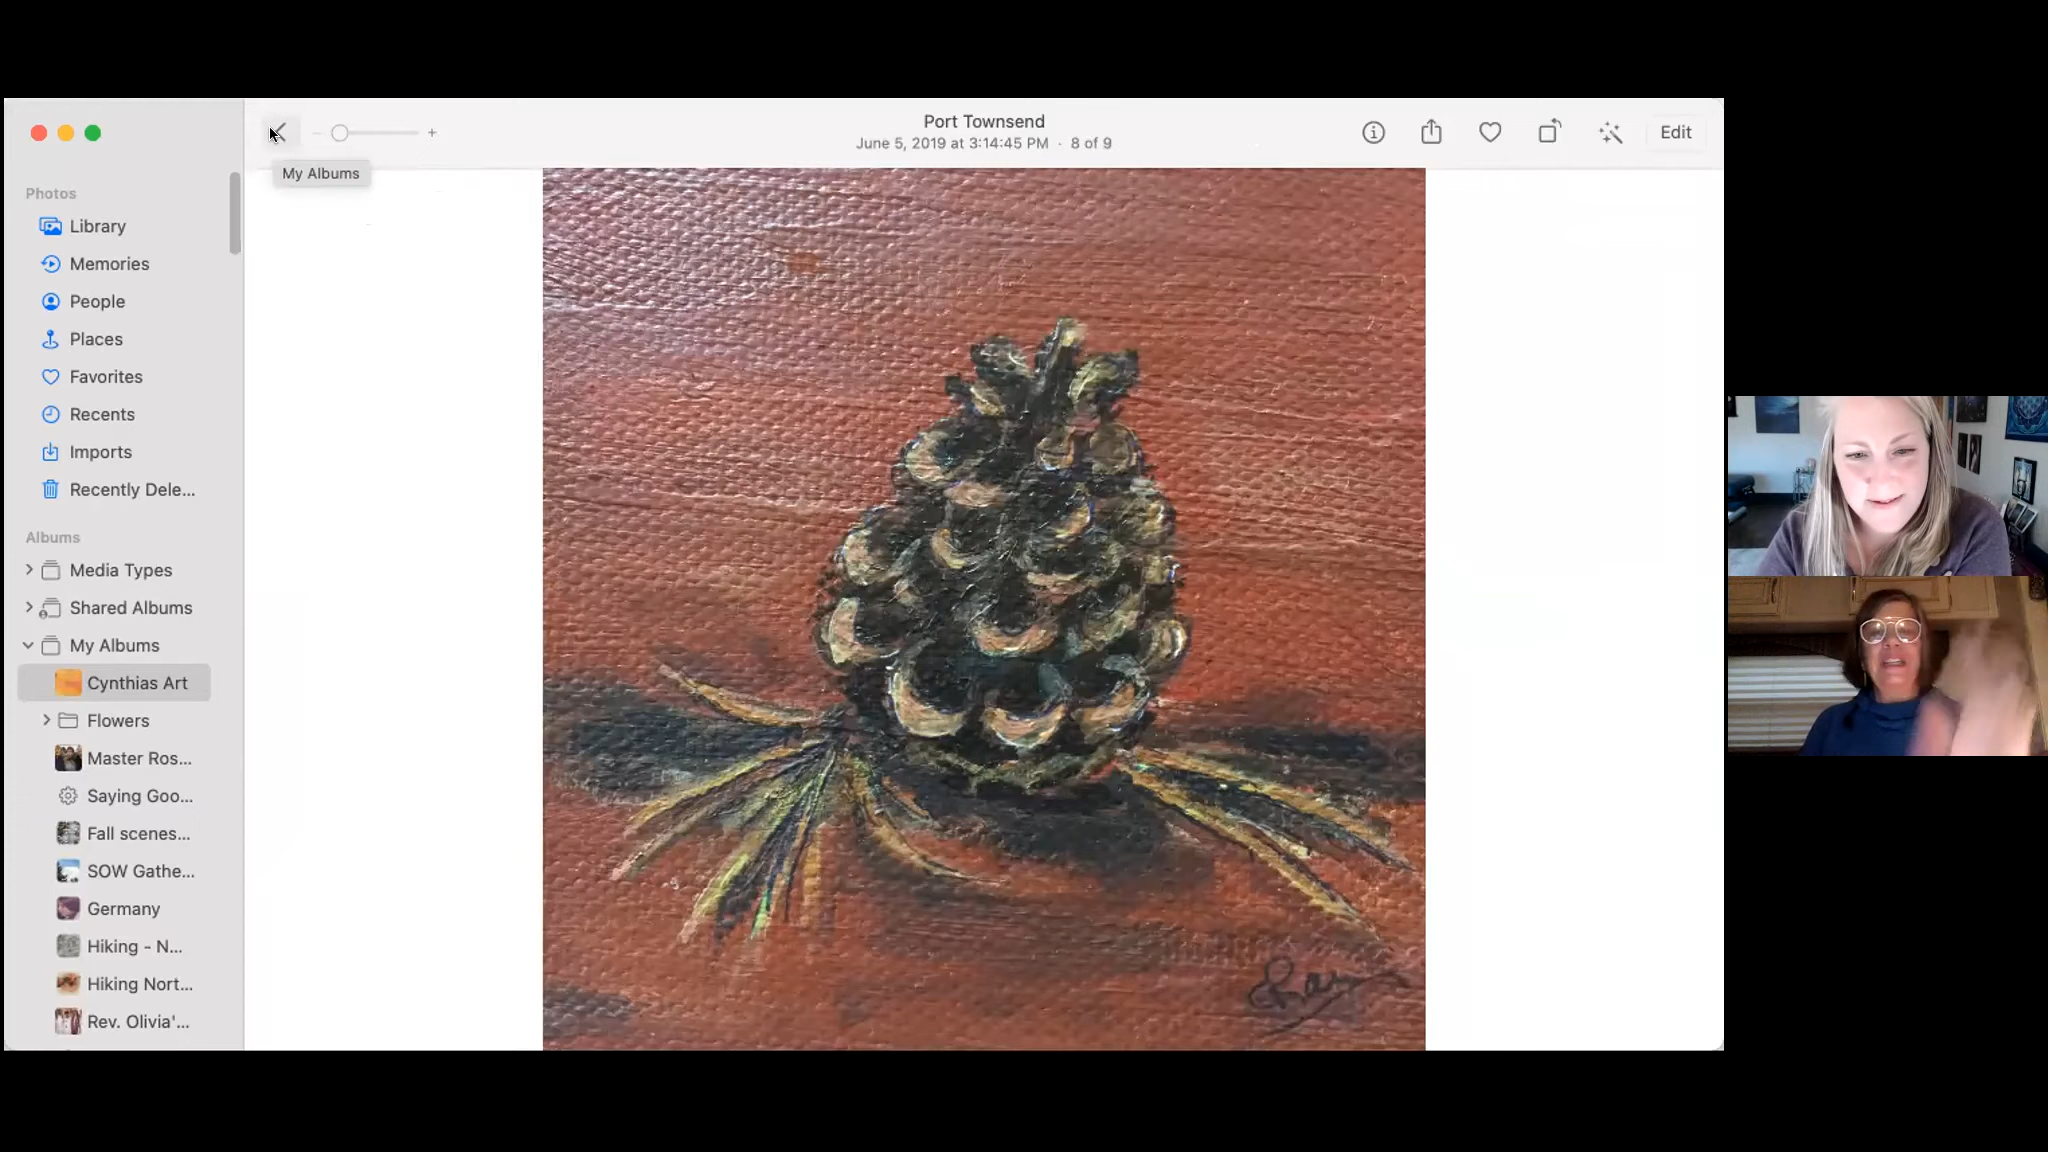 Port Townsend
June 5, 2019 at 3:14:45 PM · 8 of 9
Edit
My Albums
Photos
Library
Memories
People
Places
Favorites
Recents
Imports
Recently Dele...
Albums
Media Types
Shared Albums
My Albums
Cynthias Art
Flowers
Master Ros...
Saying Goo...
Fall scenes...
SOW Gathe...
Germany
Hiking - N...
Hiking Nort...
Rev. Olivia'...